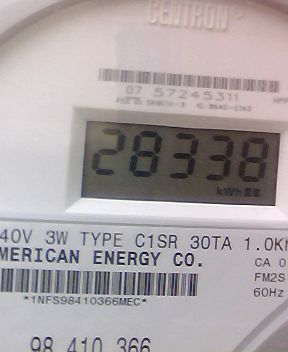 CENTRON
07 57245311
28338
kWh
40V 3W TYPE C1SR 30TA 1.0K
MERICAN ENERGY CO.
CA 0
FM2S
60Hz
*1NFS98410366MEC*
98 410 366